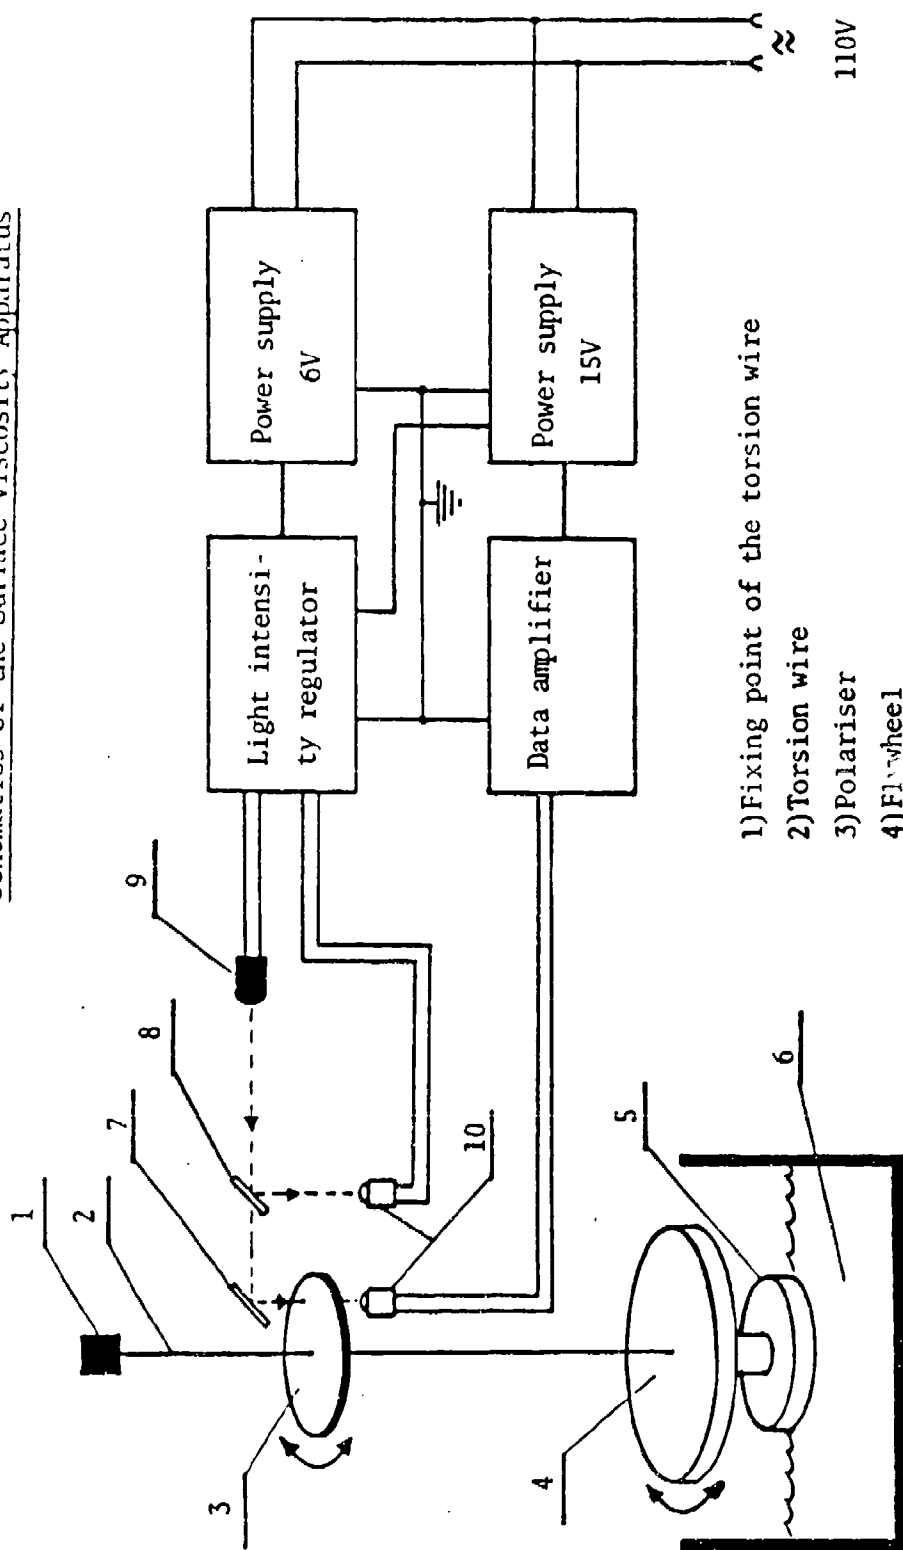 Schematics of the Surface Viscosity Apparatus
1
2
7
8
9
3
10
4
5
6
Light intensi-
ty regulator
Power supply
6V
Data amplifier
Power supply
15V
≈
110V
1)Fixing point of the torsion wire
2)Torsion wire
3)Polariser
4)Flywheel